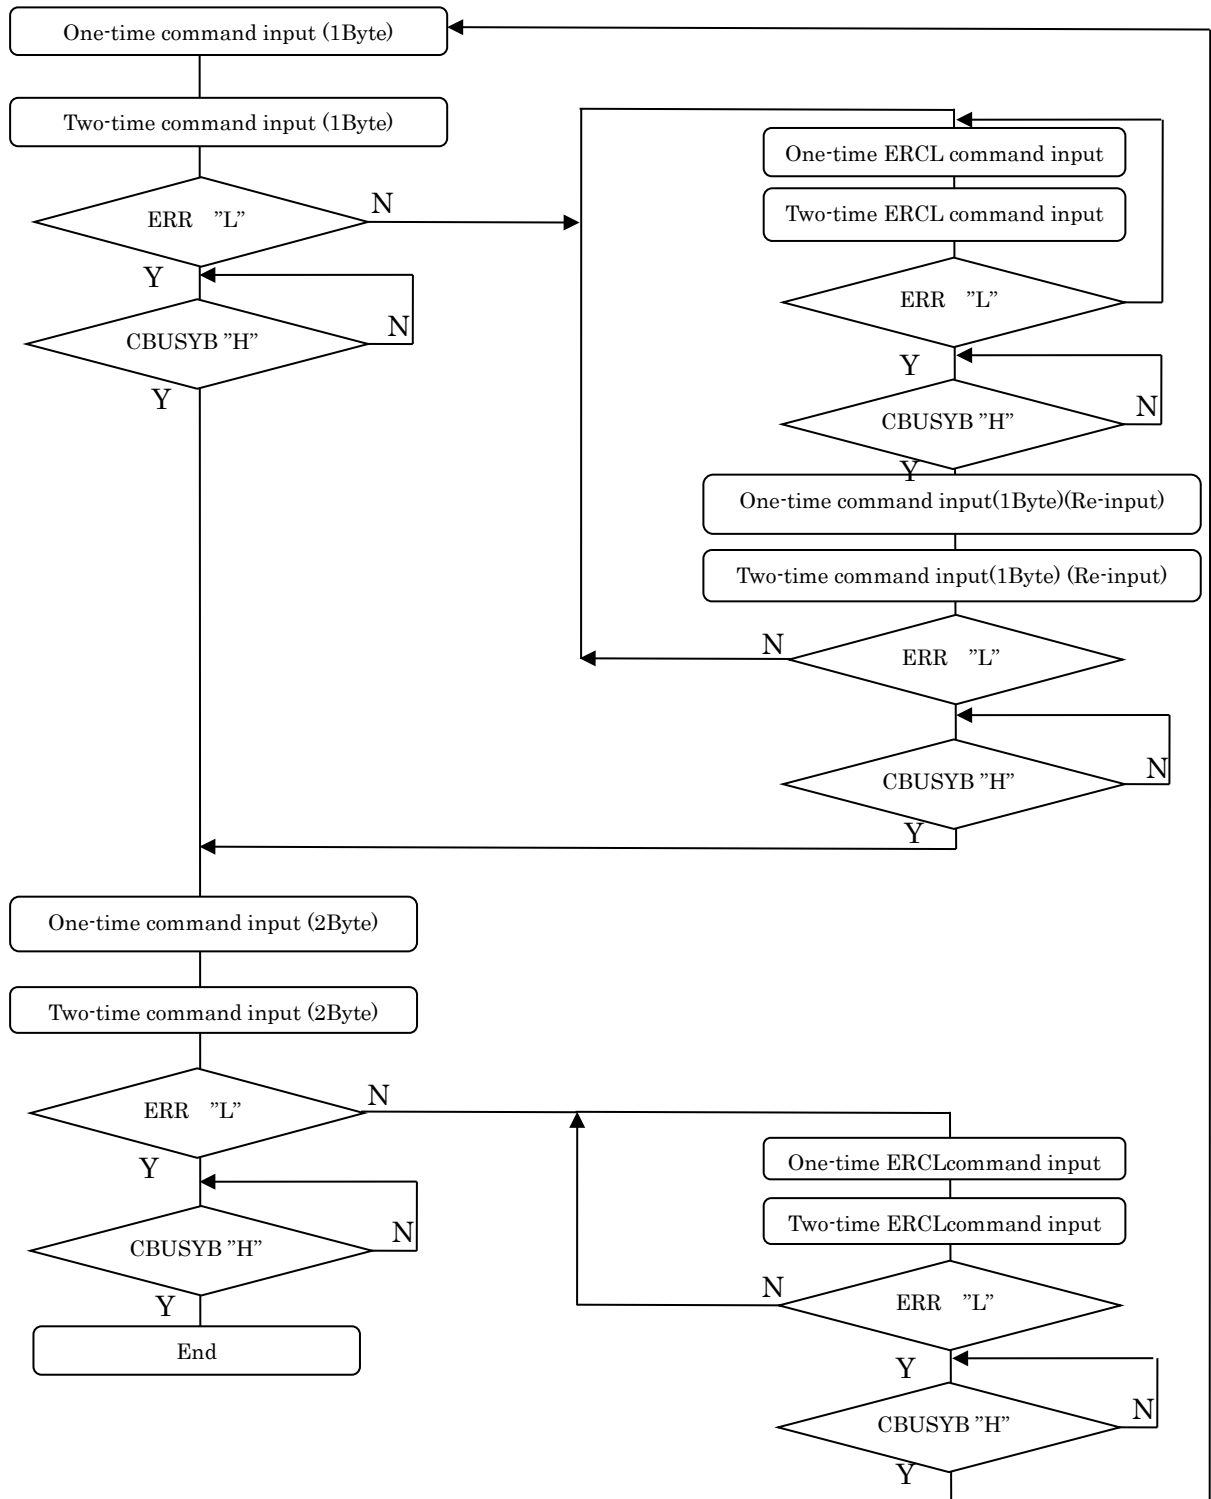 One-time command input (1Byte)
Two-time command input (1Byte)
ERR ”L”
N
Y
CBUSYB ”H”
N
Y
One-time ERCL command input
Two-time ERCL command input
ERR ”L”
Y
CBUSYB ”H”
N
Y
One-time command input(1Byte)(Re-input)
Two-time command input(1Byte) (Re-input)
ERR ”L”
N
CBUSYB ”H”
N
Y
One-time command input (2Byte)
Two-time command input (2Byte)
ERR ”L”
N
Y
CBUSYB ”H”
N
Y
End
One-time ERCLcommand input
Two-time ERCLcommand input
N
ERR ”L”
Y
CBUSYB ”H”
N
Y